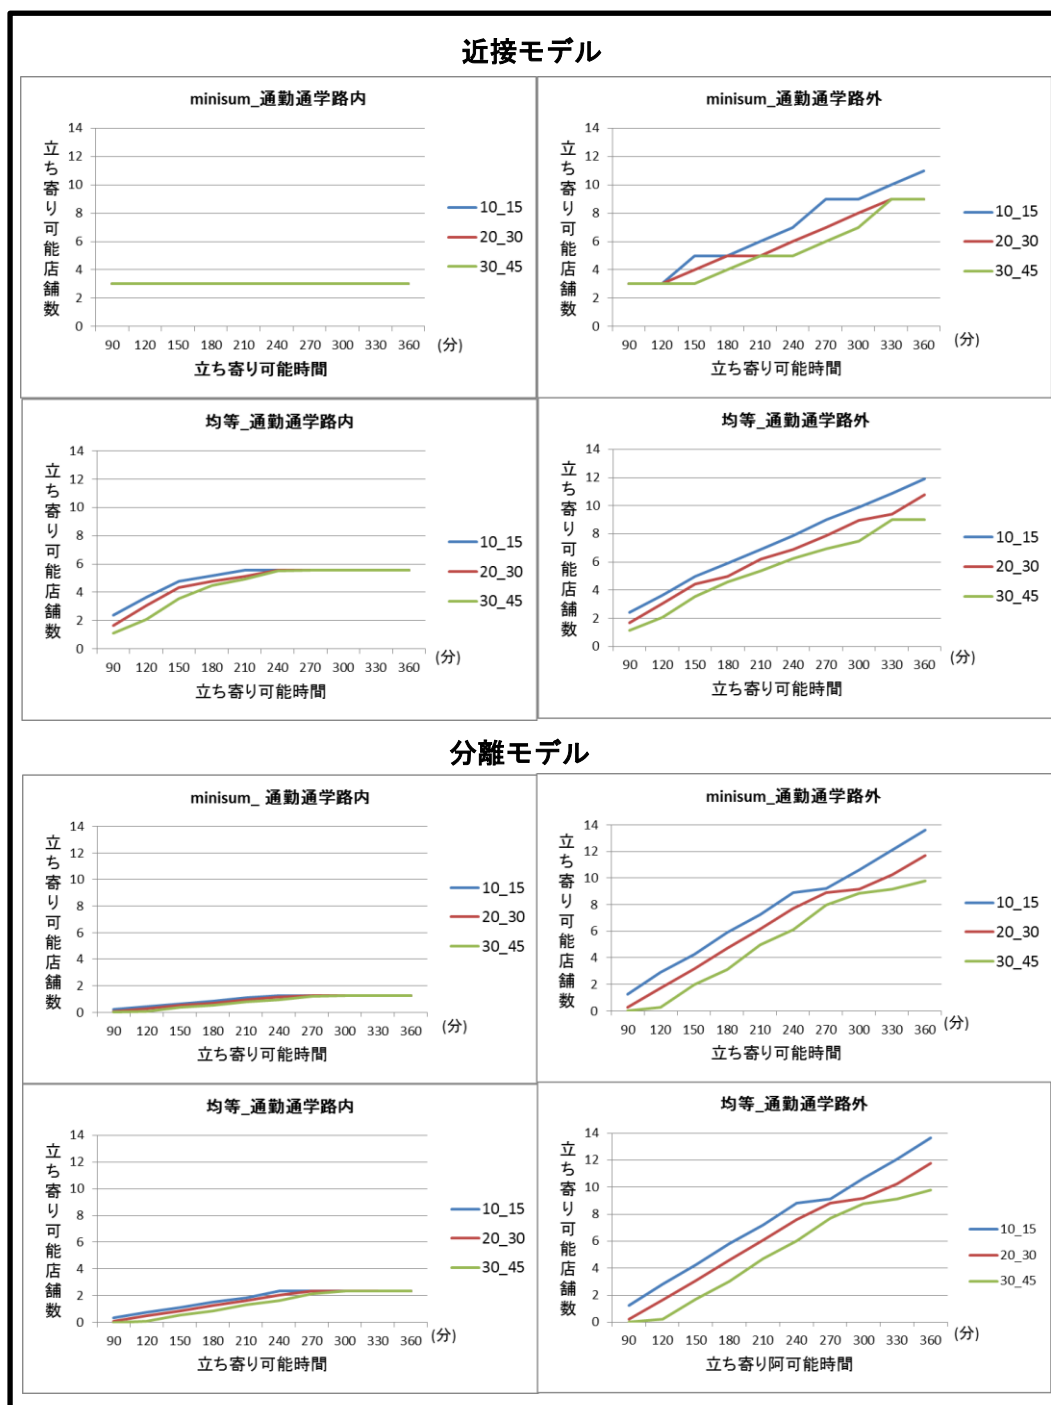 近接モデル
minisum_通勤通学路内
立ち寄り可能店舗数
14
12
10
8
6
4
2
0
90 120 150 180 210 240 270 300 330 360 (分)
立ち寄り可能時間
10_15
20_30
30_45
minisum_通勤通学路外
立ち寄り可能店舗数
14
12
10
8
6
4
2
0
90 120 150 180 210 240 270 300 330 360 (分)
立ち寄り可能時間
10_15
20_30
30_45
均等_通勤通学路内
立ち寄り可能店舗数
14
12
10
8
6
4
2
0
90 120 150 180 210 240 270 300 330 360 (分)
立ち寄り可能時間
10_15
20_30
30_45
均等_通勤通学路外
立ち寄り可能店舗数
14
12
10
8
6
4
2
0
90 120 150 180 210 240 270 300 330 360 (分)
立ち寄り可能時間
10_15
20_30
30_45
分離モデル
minisum_ 通勤通学路内
立ち寄り可能店舗数
14
12
10
8
6
4
2
0
90 120 150 180 210 240 270 300 330 360 (分)
立ち寄り可能時間
10_15
20_30
30_45
minisum_通勤通学路外
立ち寄り可能店舗数
14
12
10
8
6
4
2
0
90 120 150 180 210 240 270 300 330 360 (分)
立ち寄り可能時間
10_15
20_30
30_45
均等_通勤通学路内
立ち寄り可能店舗数
14
12
10
8
6
4
2
0
90 120 150 180 210 240 270 300 330 360 (分)
立ち寄り可能時間
10_15
20_30
30_45
均等_通勤通学路外
立ち寄り可能店舗数
14
12
10
8
6
4
2
0
90 120 150 180 210 240 270 300 330 360 (分)
立ち寄り阿可能時間
10_15
20_30
30_45